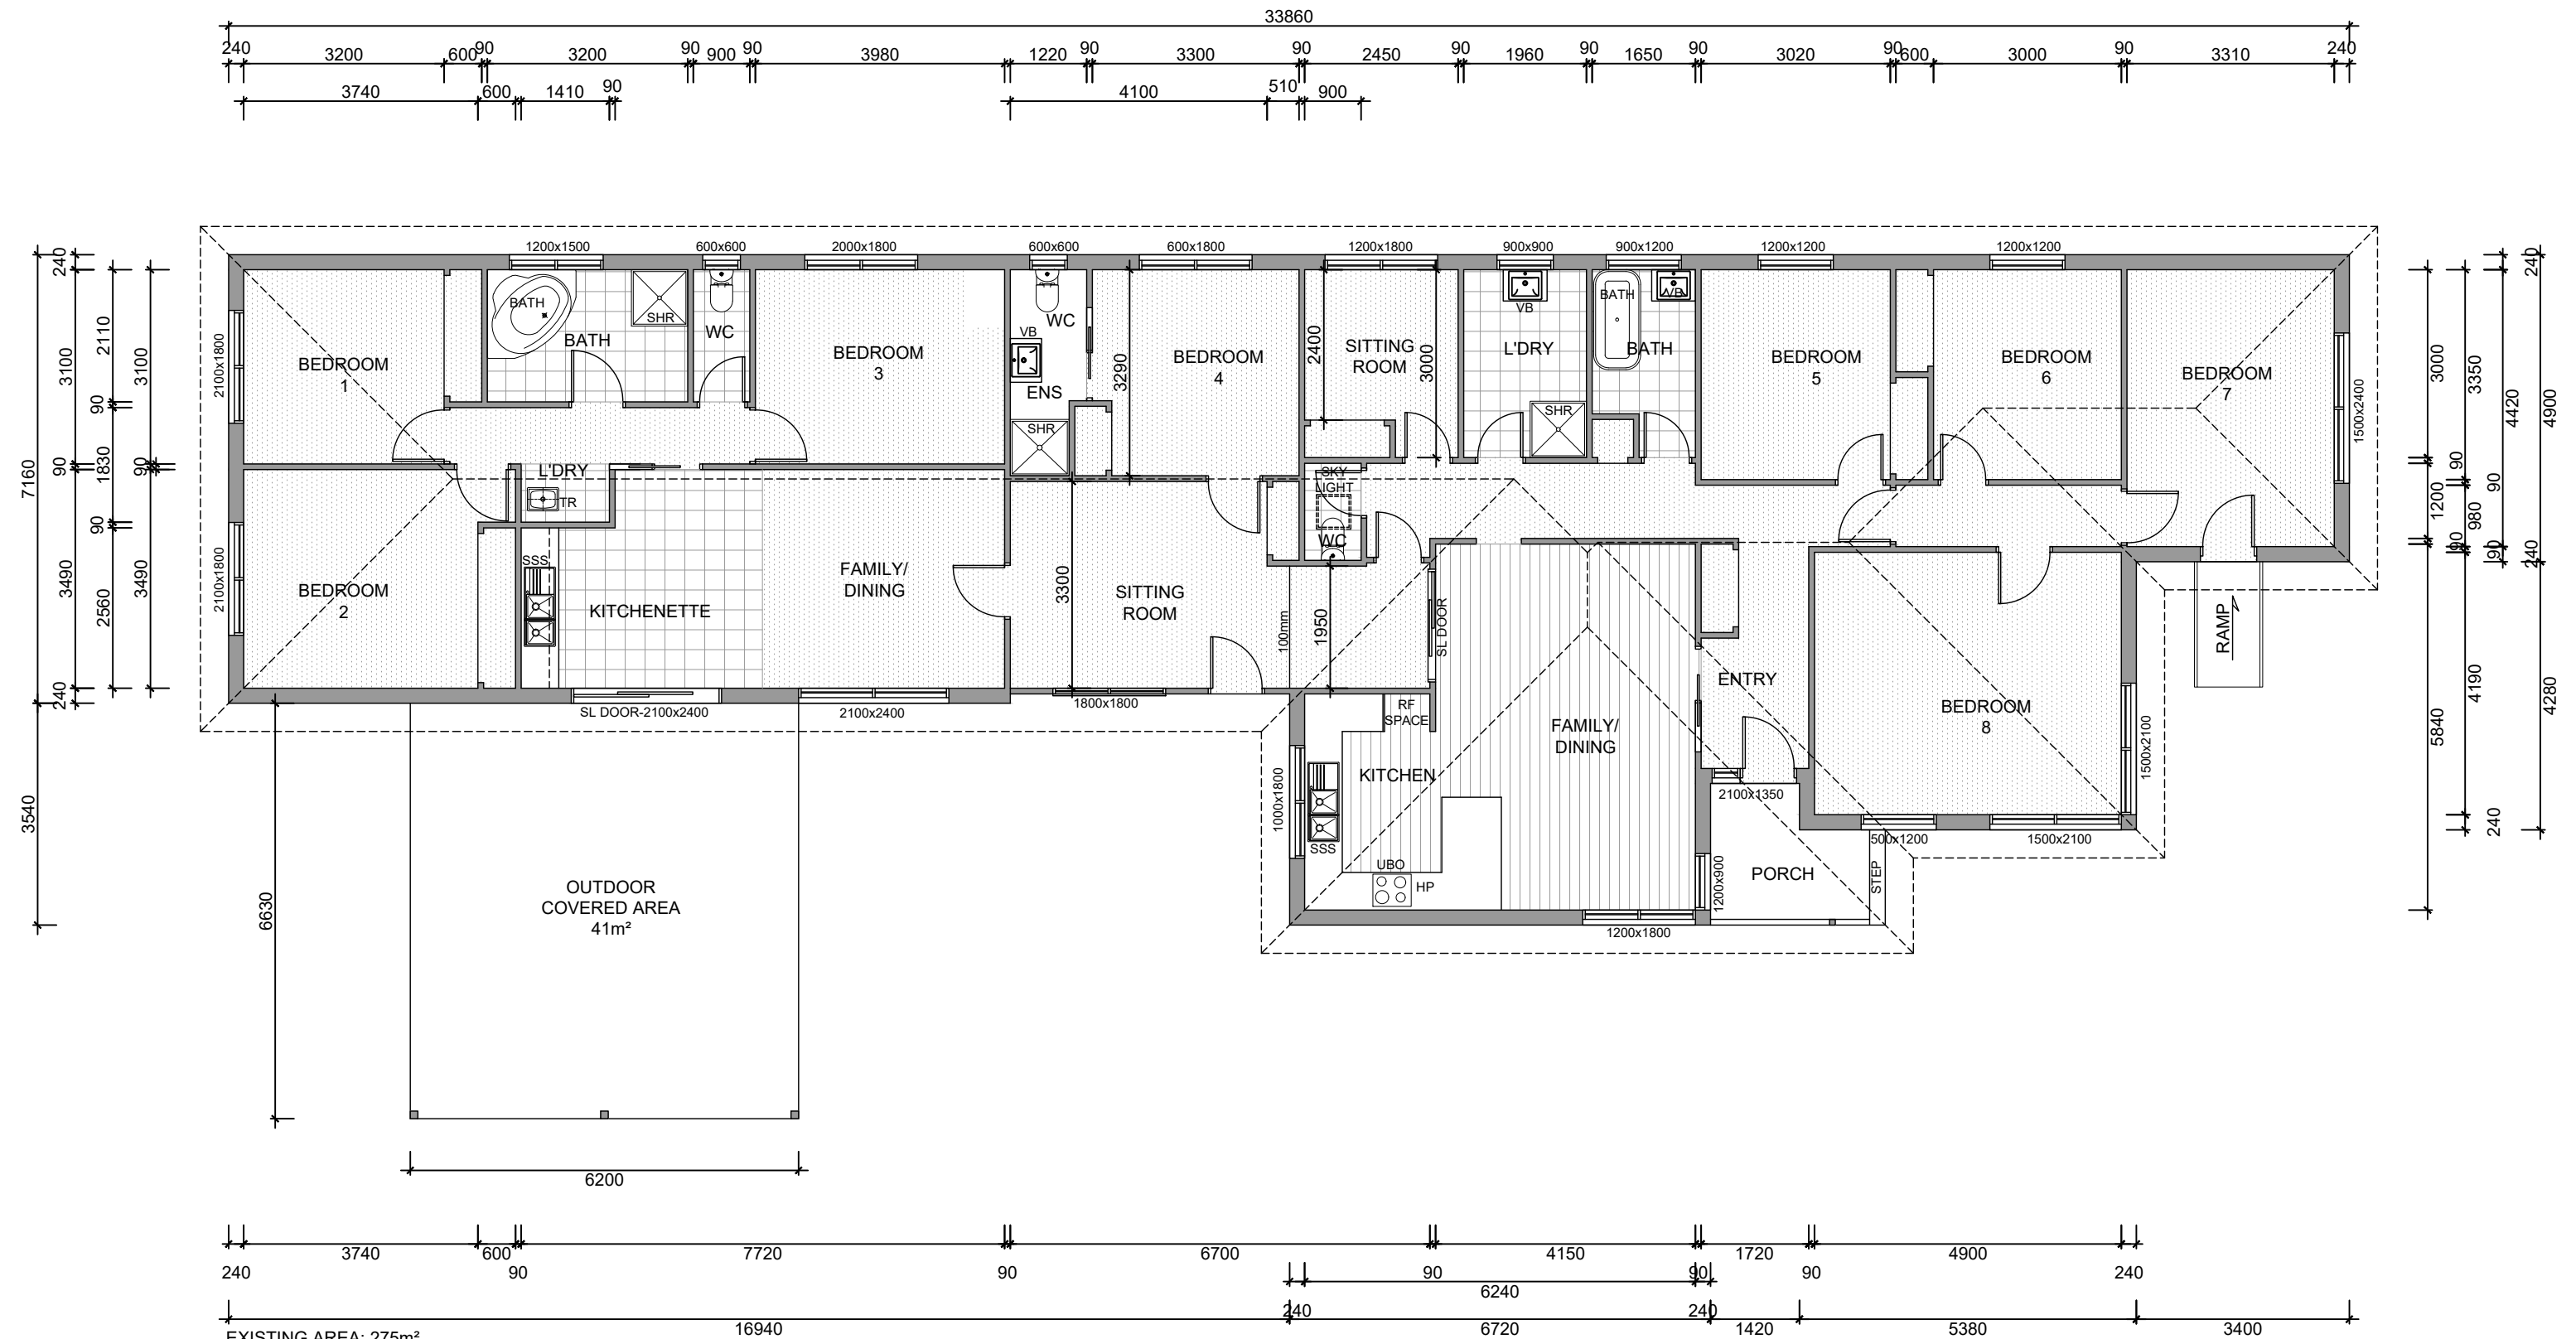 33860
240 3200 600 90 3200 90 900 90 3980 1220 90 3300 90 2450 90 1960 90 1650 90 3020 90 600 3000 90 3310 240
3740 600 1410 90 4100 510 900
1200x1500 600x600 2000x1800 600x600 600x1800 1200x1800 900x900 900x1200 1200x1200 1200x1200
7160
3540
240
3100
90
3490
240
2110
90
1830
90
2560
3100
90
3490
2100x1800
2100x1800
BEDROOM
1
BATH
BATH
SHR
WC
BEDROOM
3
VB
WC
ENS
SHR
3290
BEDROOM
4
2400
SITTING
ROOM
3000
VB
L'DRY
SHR
BATH
VB
BATH
BEDROOM
5
BEDROOM
6
BEDROOM
7
1500x2400
L'DRY
TR
SKY
LIGHT
WC
BEDROOM
2
SSS
KITCHENETTE
FAMILY/
DINING
3300
SITTING
ROOM
100mm
1950
SL DOOR
RAMP
ENTRY
SL DOOR-2100x2400
2100x2400
1800x1800
RF
SPACE
KITCHEN
FAMILY/
DINING
BEDROOM
8
1500x2100
1000x1800
SSS
UBO
HP
2100x1350
1200x900
PORCH
STEP
500x1200
1500x2100
1200x1800
OUTDOOR
COVERED AREA
41m²
6630
6200
3000
90
1200
90
5840
3350
90
980
90
4190
240
4420
240
240
4900
4280
3740 600 7720 6700 4150 1720 4900
240 90 90 90 90 90 240
6240
240 240
16940 6720 1420 5380 3400
EXISTING AREA: 275m²